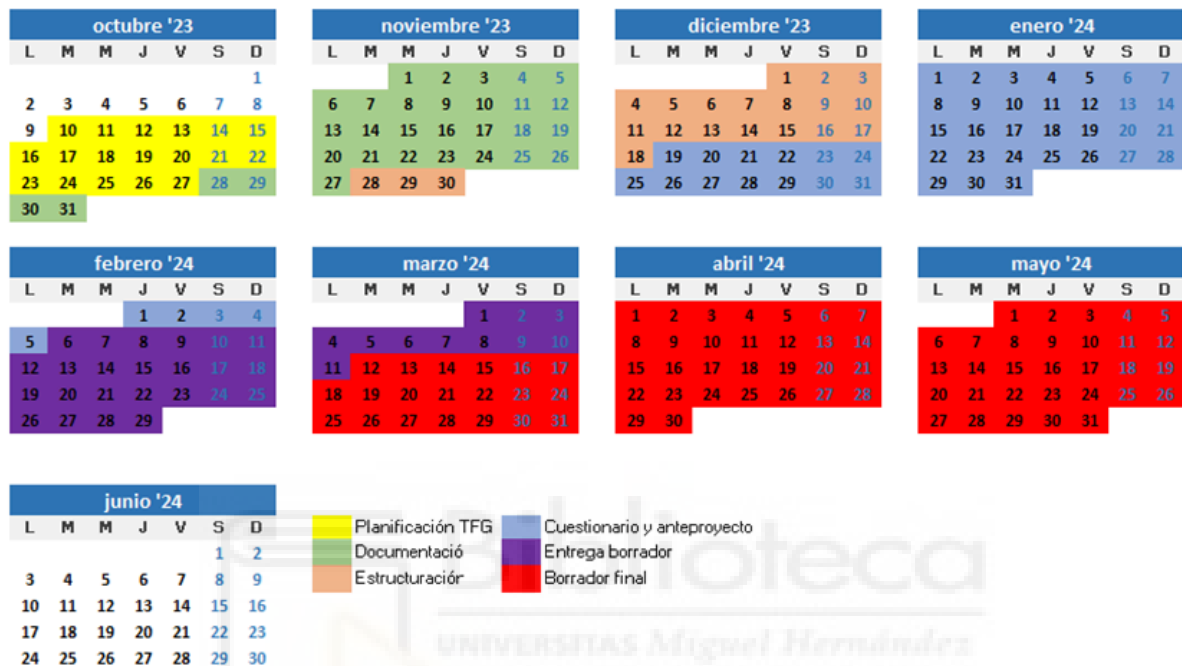 octubre '23
L M M J V S D
1
2 3 4 5 6 7 8
9 10 11 12 13 14 15
16 17 18 19 20 21 22
23 24 25 26 27 28 29
30 31
noviembre '23
L M M J V S D
1 2 3 4 5
6 7 8 9 10 11 12
13 14 15 16 17 18 19
20 21 22 23 24 25 26
27 28 29 30
diciembre '23
L M M J V S D
1 2 3
4 5 6 7 8 9 10
11 12 13 14 15 16 17
18 19 20 21 22 23 24
25 26 27 28 29 30 31
enero '24
L M M J V S D
1 2 3 4 5 6 7
8 9 10 11 12 13 14
15 16 17 18 19 20 21
22 23 24 25 26 27 28
29 30 31
febrero '24
L M M J V S D
1 2 3 4
5 6 7 8 9 10 11
12 13 14 15 16 17 18
19 20 21 22 23 24 25
26 27 28 29
marzo '24
L M M J V S D
1 2 3
4 5 6 7 8 9 10
11 12 13 14 15 16 17
18 19 20 21 22 23 24
25 26 27 28 29 30 31
abril '24
L M M J V S D
1 2 3 4 5 6 7
8 9 10 11 12 13 14
15 16 17 18 19 20 21
22 23 24 25 26 27 28
29 30
mayo '24
L M M J V S D
1 2 3 4 5
6 7 8 9 10 11 12
13 14 15 16 17 18 19
20 21 22 23 24 25 26
27 28 29 30 31
junio '24
L M M J V S D
1 2
3 4 5 6 7 8 9
10 11 12 13 14 15 16
17 18 19 20 21 22 23
24 25 26 27 28 29 30
Planificación TFG
Documentació
Estructuración
Cuestionario y anteproyecto
Entrega borrador
Borrador final
Biblioteca
UNIVERSITAS Miguel Hernández